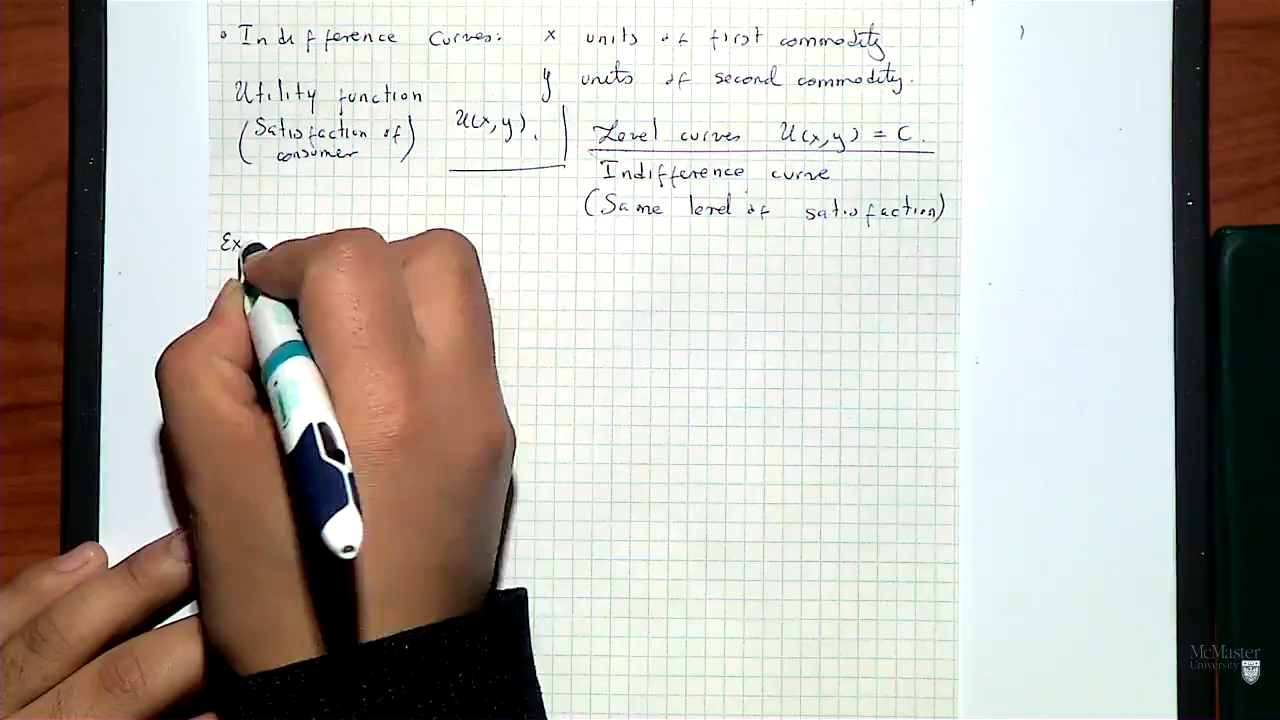 • Indifference curves: x units of first commodity
y units of second commodity.
Utility function
(Satisfaction of consumer)
U(x,y).
Level curves U(x,y) = C.
Indifference curve
(Same level of satisfaction)
Ex
McMaster
University